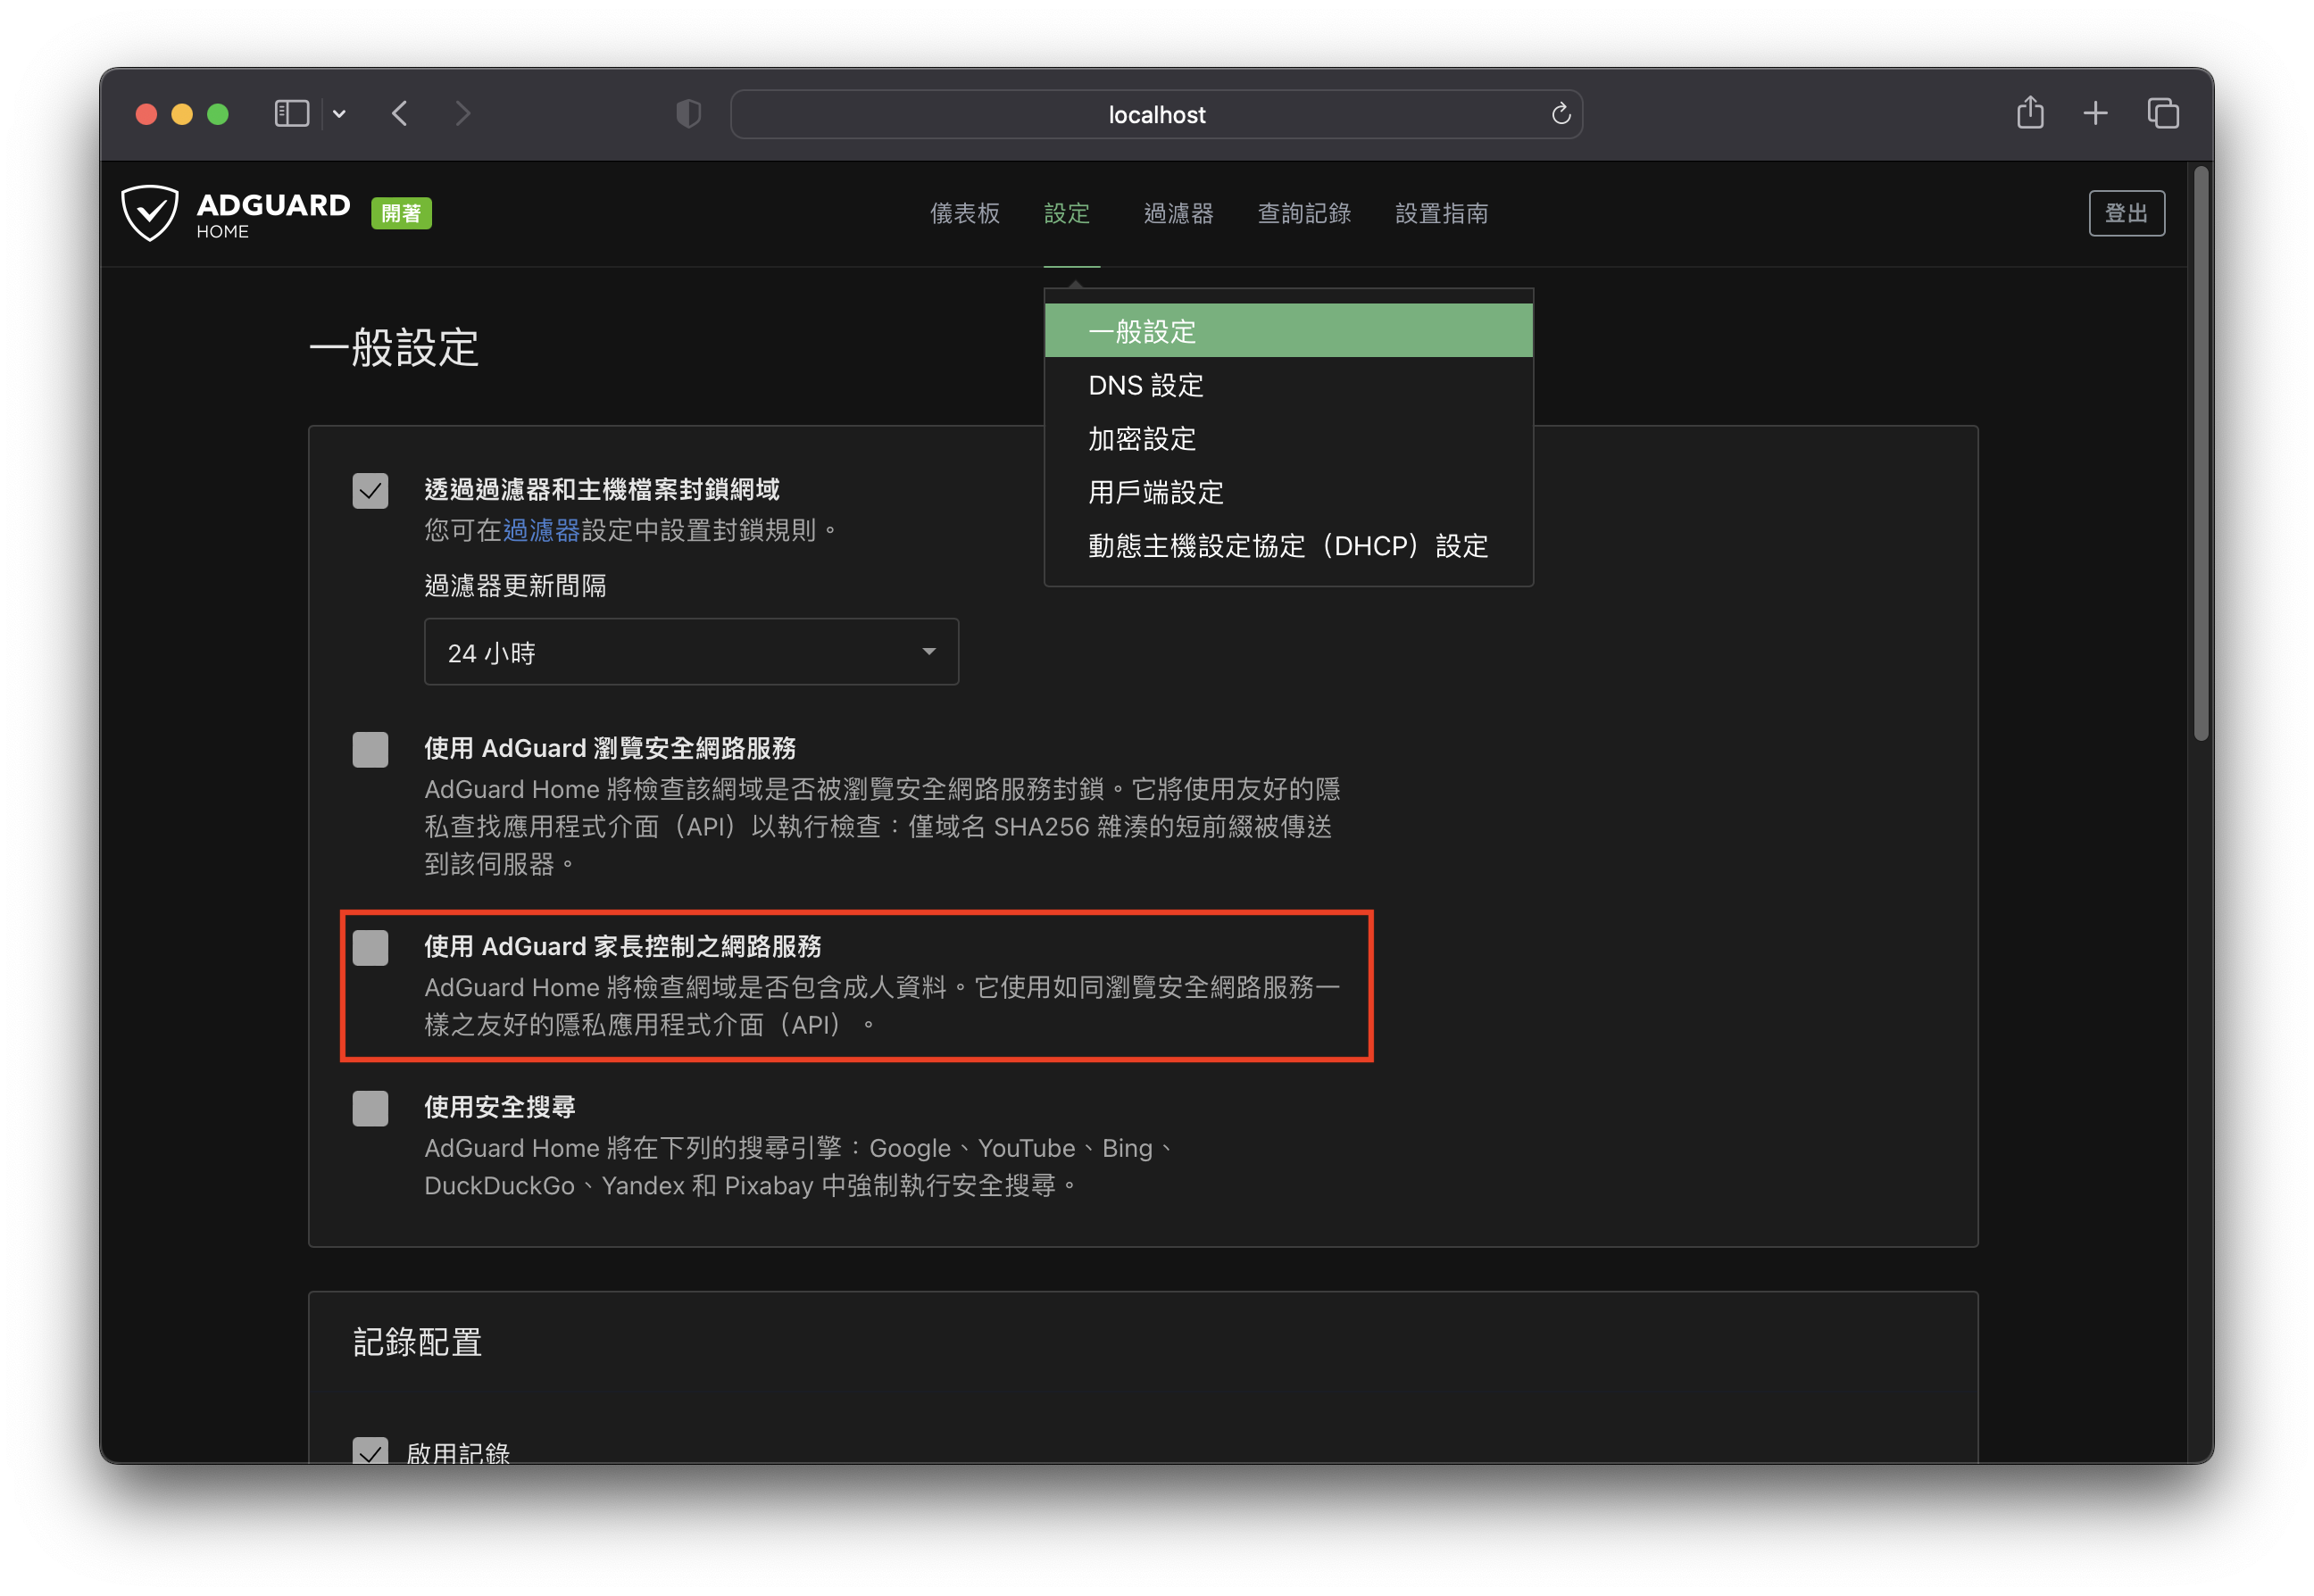 localhost
ADGUARD
HOME
開著
儀表板
設定
過濾器
查詢記錄
設置指南
登出
一般設定
DNS 設定
加密設定
用戶端設定
動態主機設定協定（DHCP）設定
一般設定
透過過濾器和主機檔案封鎖網域
您可在過濾器設定中設置封鎖規則。
過濾器更新間隔
24 小時
使用 AdGuard 瀏覽安全網路服務
AdGuard Home 將檢查該網域是否被瀏覽安全網路服務封鎖。它將使用友好的隱
私查找應用程式介面（API）以執行檢查：僅域名 SHA256 雜湊的短前綴被傳送
到該伺服器。
使用 AdGuard 家長控制之網路服務
AdGuard Home 將檢查網域是否包含成人資料。它使用如同瀏覽安全網路服務一
樣之友好的隱私應用程式介面（API）。
使用安全搜尋
AdGuard Home 將在下列的搜尋引擎：Google、YouTube、Bing、
DuckDuckGo、Yandex 和 Pixabay 中強制執行安全搜尋。
記錄配置
啟用記錄